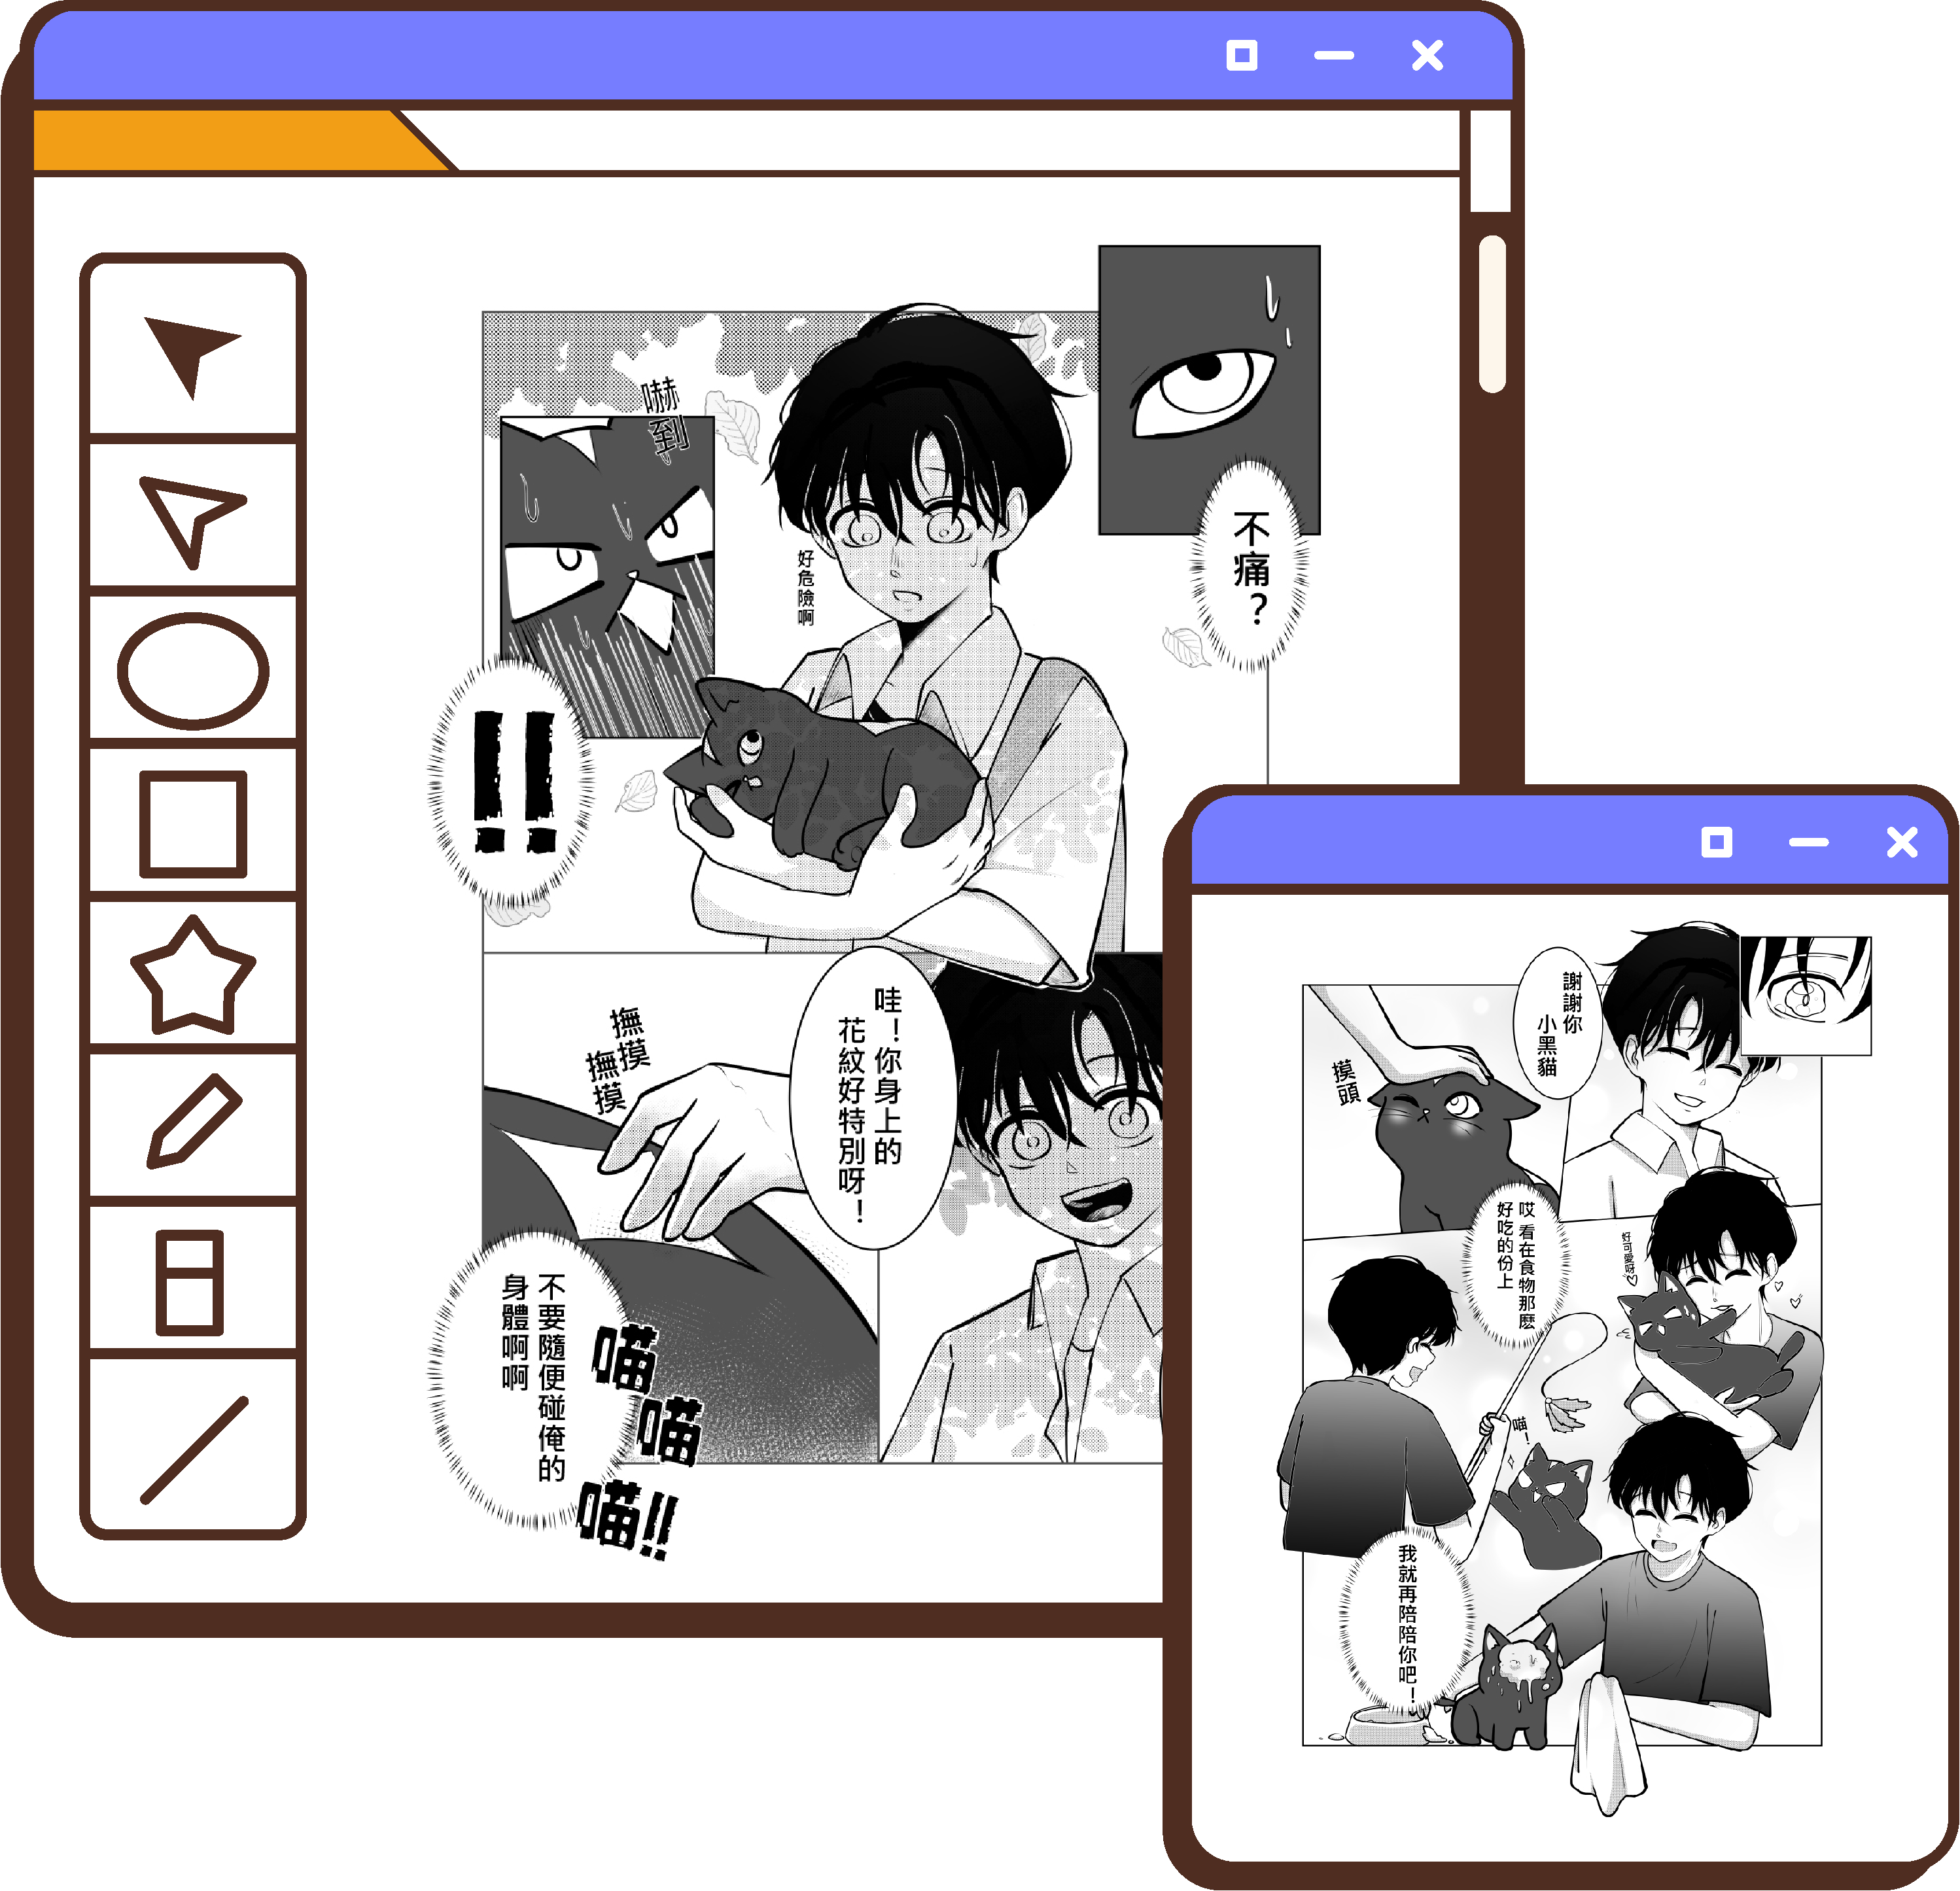 不痛？
嚇到
好危險啊
!!
哇！你身上的
花紋好特別呀！
撫摸
撫摸
不要隨便碰俺的
身體啊啊
喵
喵
喵!!
謝謝你
小黑貓
摸頭
哎 看在食物那麽
好吃的份上
好可愛呀
喵！
我就再陪陪你吧！